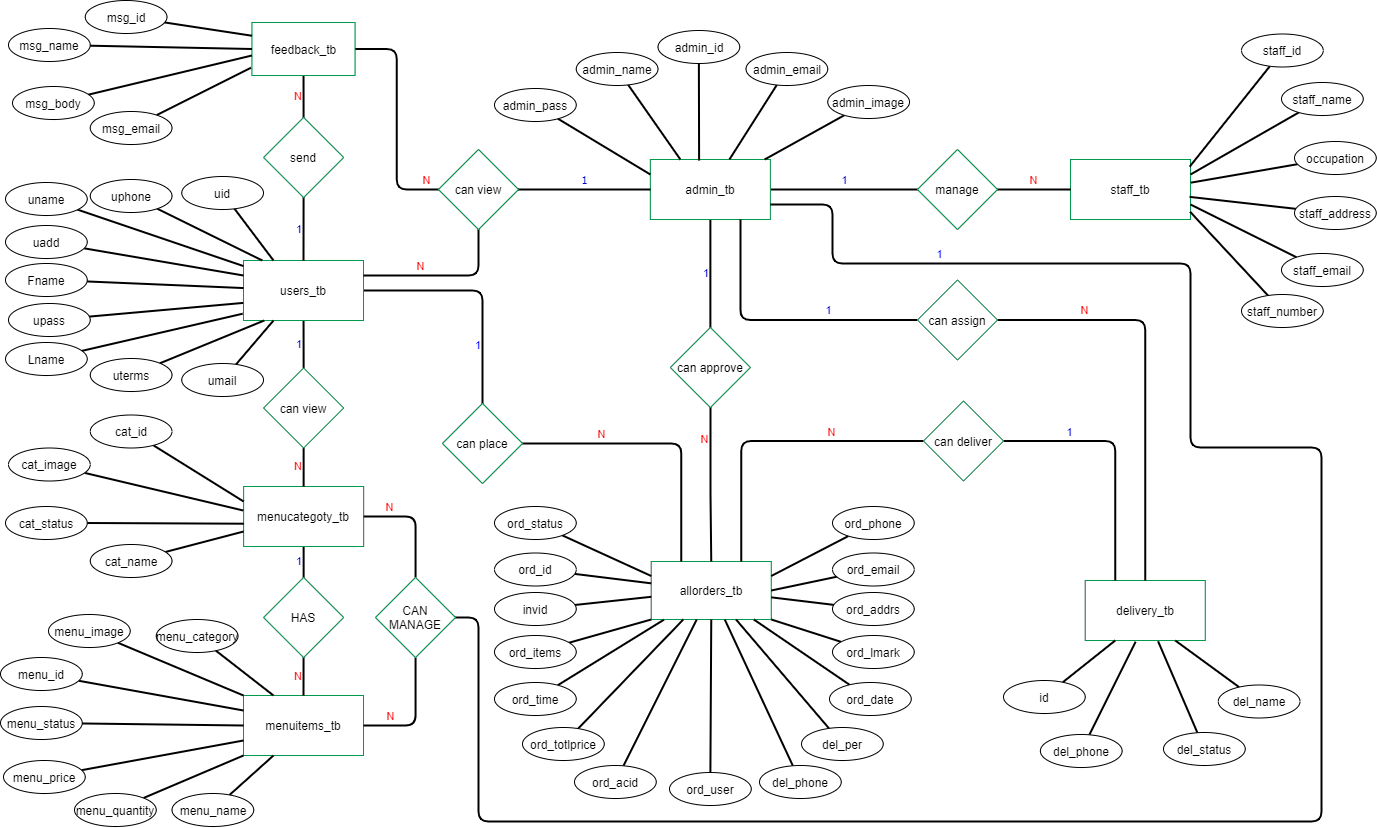 msg_id
msg_name
feedback_tb
msg_body
msg_email
N
send
1
admin_id
admin_name
admin_email
admin_pass
admin_image
staff_id
staff_name
occupation
staff_address
staff_email
staff_number
N
can view
1
admin_tb
1
manage
N
staff_tb
uname
uphone
uid
uadd
Fname
upass
Lname
uterms
umail
users_tb
N
1
1
1
1
can assign
N
1
can view
N
can approve
N
can place
N
N
can deliver
1
cat_id
cat_image
cat_status
cat_name
menucategoty_tb
N
1
HAS
N
CAN
MANAGE
N
menu_image
menu_category
menu_id
menu_status
menu_price
menu_quantity
menu_name
menuitems_tb
ord_status
ord_phone
ord_id
ord_email
invid
ord_addrs
allorders_tb
ord_items
ord_lmark
ord_time
ord_date
ord_totlprice
del_per
ord_acid
ord_user
del_phone
delivery_tb
id
del_name
del_phone
del_status